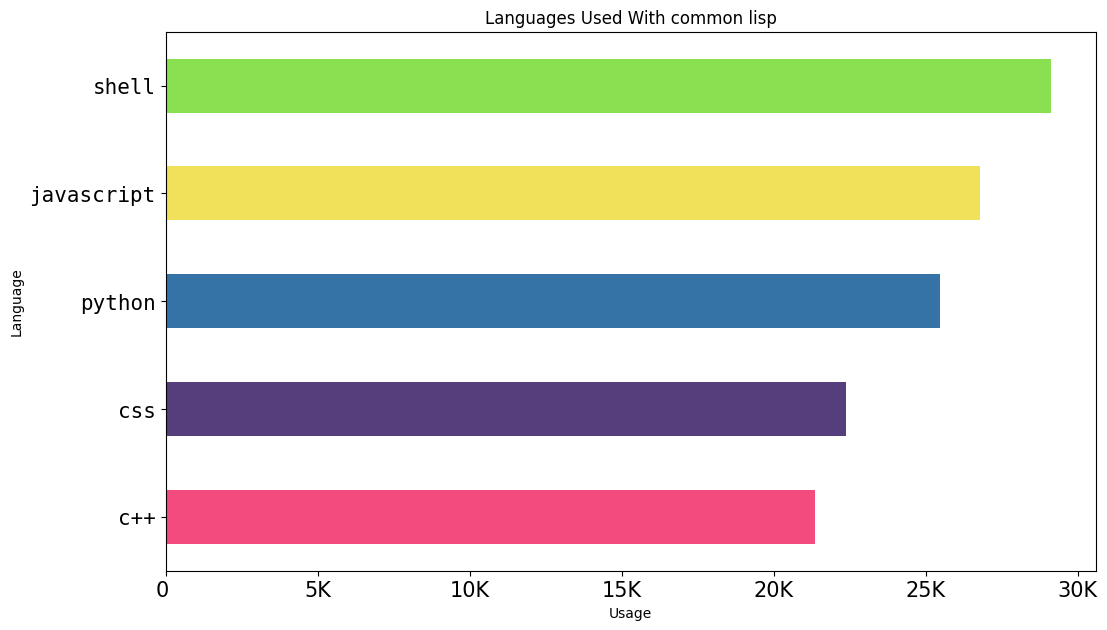 Languages Used With common lisp
Language
shell
javascript
python
css
c++
0 5K 10K 15K 20K 25K 30K
Usage